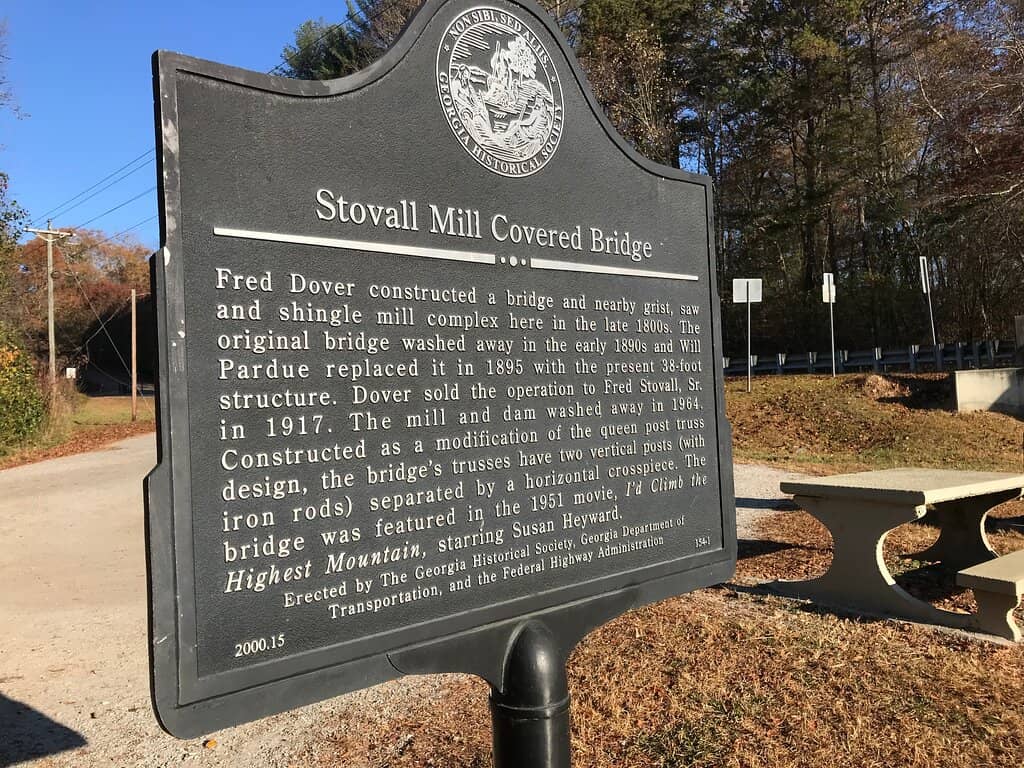 NON SIBI, SED ALLIS.
GEORGIA HISTORICAL SOCIETY
Stovall Mill Covered Bridge
Fred Dover constructed a bridge and nearby grist, saw
and shingle mill complex here in the late 1800s. The
original bridge washed away in the early 1890s and Will
Pardue replaced it in 1895 with the present 38-foot
structure. Dover sold the operation to Fred Stovall, Sr.
in 1917. The mill and dam washed away in 1964.
Constructed as a modification of the queen post truss
design, the bridge's trusses have two vertical posts (with
iron rods) separated by a horizontal crosspiece. The
bridge was featured in the 1951 movie, I'd Climb the
Highest Mountain, starring Susan Heyward.
Erected by The Georgia Historical Society, Georgia Department of
Transportation, and the Federal Highway Administration
2000.15
154-1